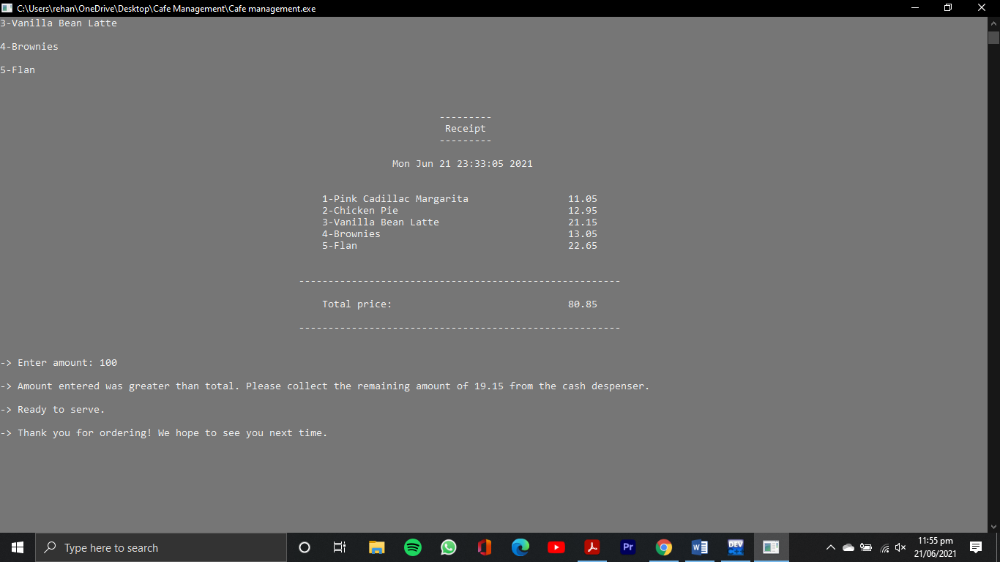 C:\Users\rehan\OneDrive\Desktop\Cafe Management\Cafe management.exe
3-Vanilla Bean Latte
4-Brownies
5-Flan
---------
Receipt
---------
Mon Jun 21 23:33:05 2021
1-Pink Cadillac Margarita 11.05
2-Chicken Pie 12.95
3-Vanilla Bean Latte 21.15
4-Brownies 13.05
5-Flan 22.65
-------------------------------------------------------
Total price: 80.85
-------------------------------------------------------
-> Enter amount: 100
-> Amount entered was greater than total. Please collect the remaining amount of 19.15 from the cash despenser.
-> Ready to serve.
-> Thank you for ordering! We hope to see you next time.
Type here to search
Pr
W
DEV
C++
11:55 pm
21/06/2021